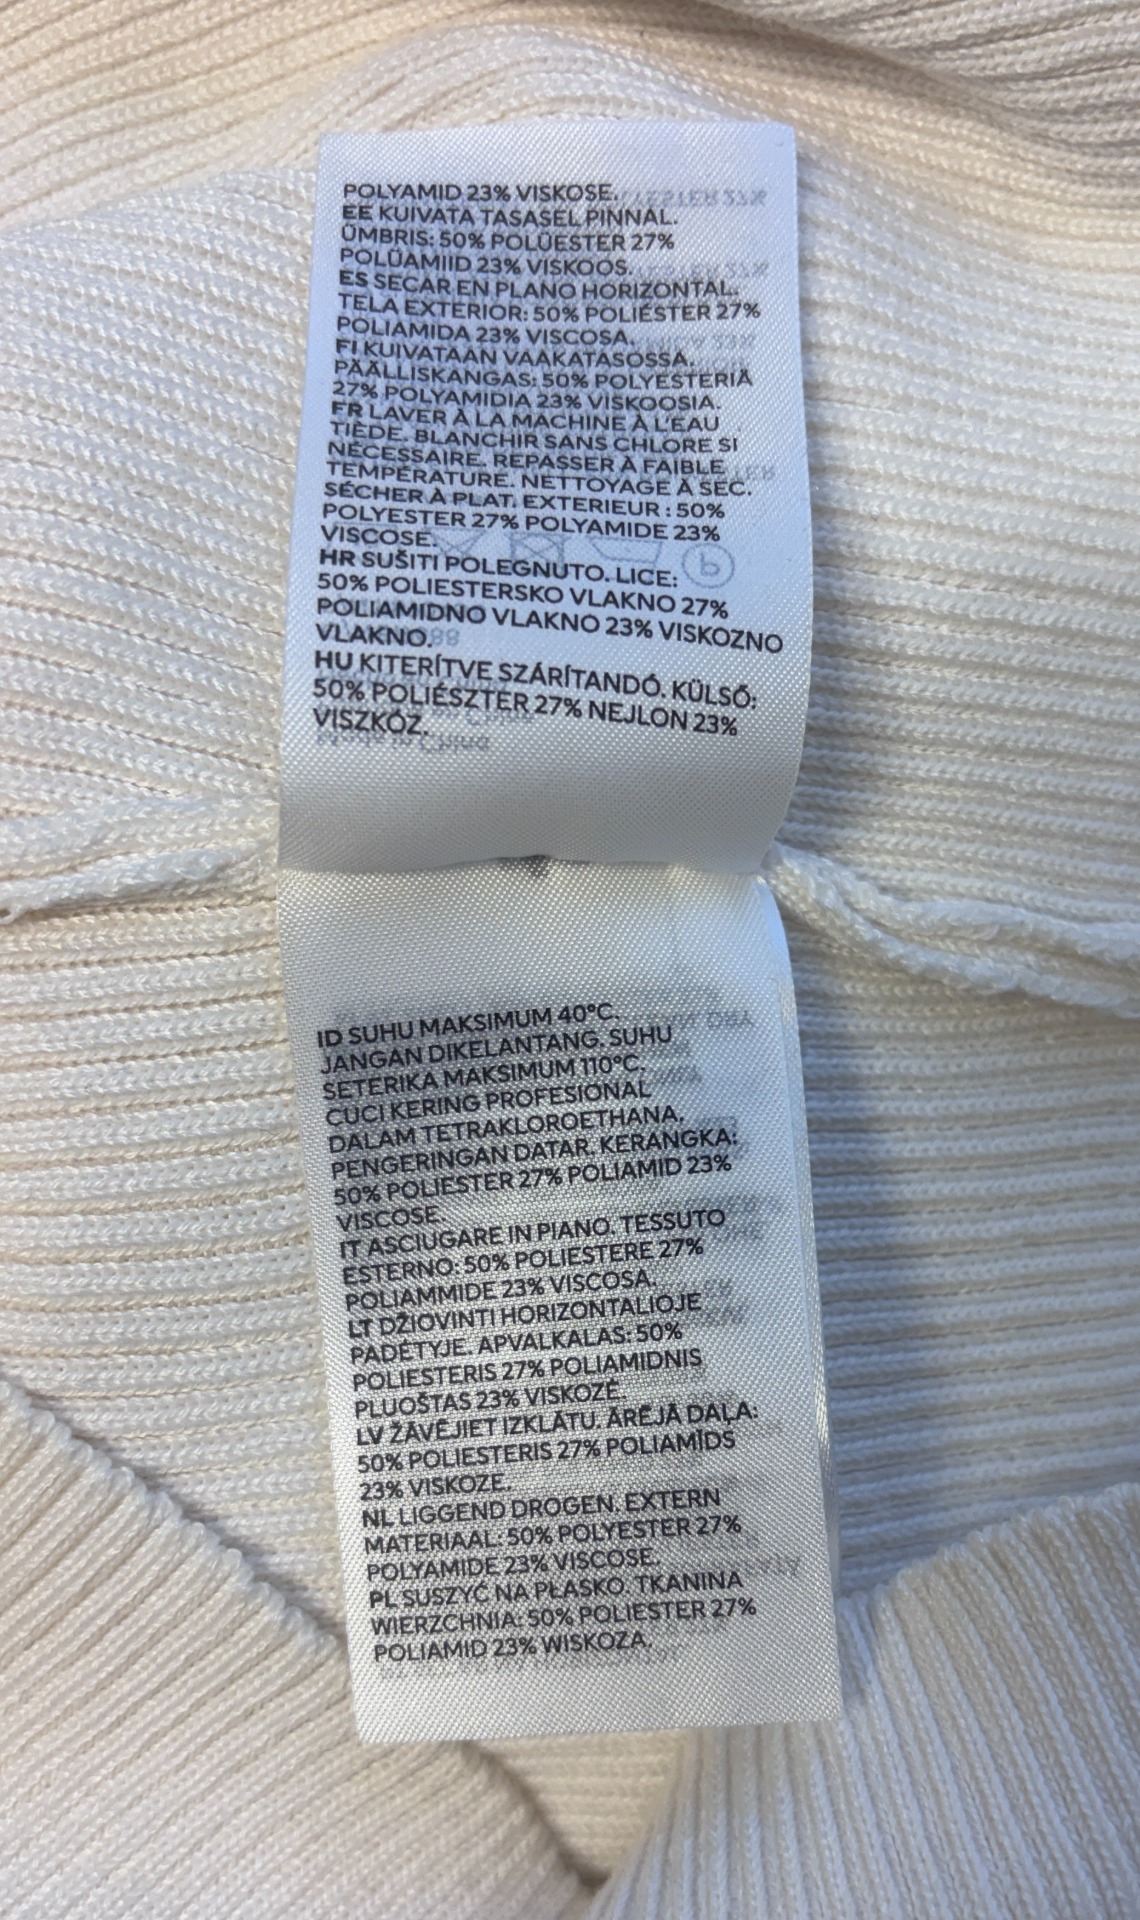 POLYAMID 23% VISKOSE.
EE KUIVATA TASASEL PINNAL.
ÜMBRIS: 50% POLÜESTER 27%
POLÜAMIID 23% VISKOOS.
ES SECAR EN PLANO HORIZONTAL.
TELA EXTERIOR: 50% POLIÉSTER 27%
POLIAMIDA 23% VISCOSA.
FI KUIVATAAN VAAKATASOSSA.
PÄÄLLISKANGAS: 50% POLYESTERIÄ
27% POLYAMIDIA 23% VISKOOSIA.
FR LAVER À LA MACHINE À L'EAU
TIÈDE. BLANCHIR SANS CHLORE SI
NÉCESSAIRE. REPASSER À FAIBLE
TEMPÉRATURE. NETTOYAGE À SEC.
SÉCHER À PLAT. EXTERIEUR : 50%
POLYESTER 27% POLYAMIDE 23%
VISCOSE.
HR SUŠITI POLEGNUTO. LICE:
50% POLIESTERSKO VLAKNO 27%
POLIAMIDNO VLAKNO 23% VISKOZNO
VLAKNO.
HU KITERÍTVE SZÁRÍTANDÓ. KÜLSŐ:
50% POLIÉSZTER 27% NEJLON 23%
VISZKÓZ.
Made in China
ID SUHU MAKSIMUM 40°C.
JANGAN DIKELANTANG. SUHU
SETERIKA MAKSIMUM 110°C.
CUCI KERING PROFESIONAL
DALAM TETRAKLOROETHANA.
PENGERINGAN DATAR. KERANGKA:
50% POLIESTER 27% POLIAMID 23%
VISCOSE.
IT ASCIUGARE IN PIANO. TESSUTO
ESTERNO: 50% POLIESTERE 27%
POLIAMMIDE 23% VISCOSA.
LT DŽIOVINTI HORIZONTALIOJE
PADĖTYJE. APVALKALAS: 50%
POLIESTERIS 27% POLIAMIDNIS
PLUOŠTAS 23% VISKOZĖ.
LV ŽĀVĒJIET IZKLĀTU. ĀRĒJĀ DAĻA:
50% POLIESTERIS 27% POLIAMĪDS
23% VISKOZE.
NL LIGGEND DROGEN. EXTERN
MATERIAAL: 50% POLYESTER 27%
POLYAMIDE 23% VISCOSE.
PL SUSZYĆ NA PŁASKO. TKANINA
WIERZCHNIA: 50% POLIESTER 27%
POLIAMID 23% WISKOZA.